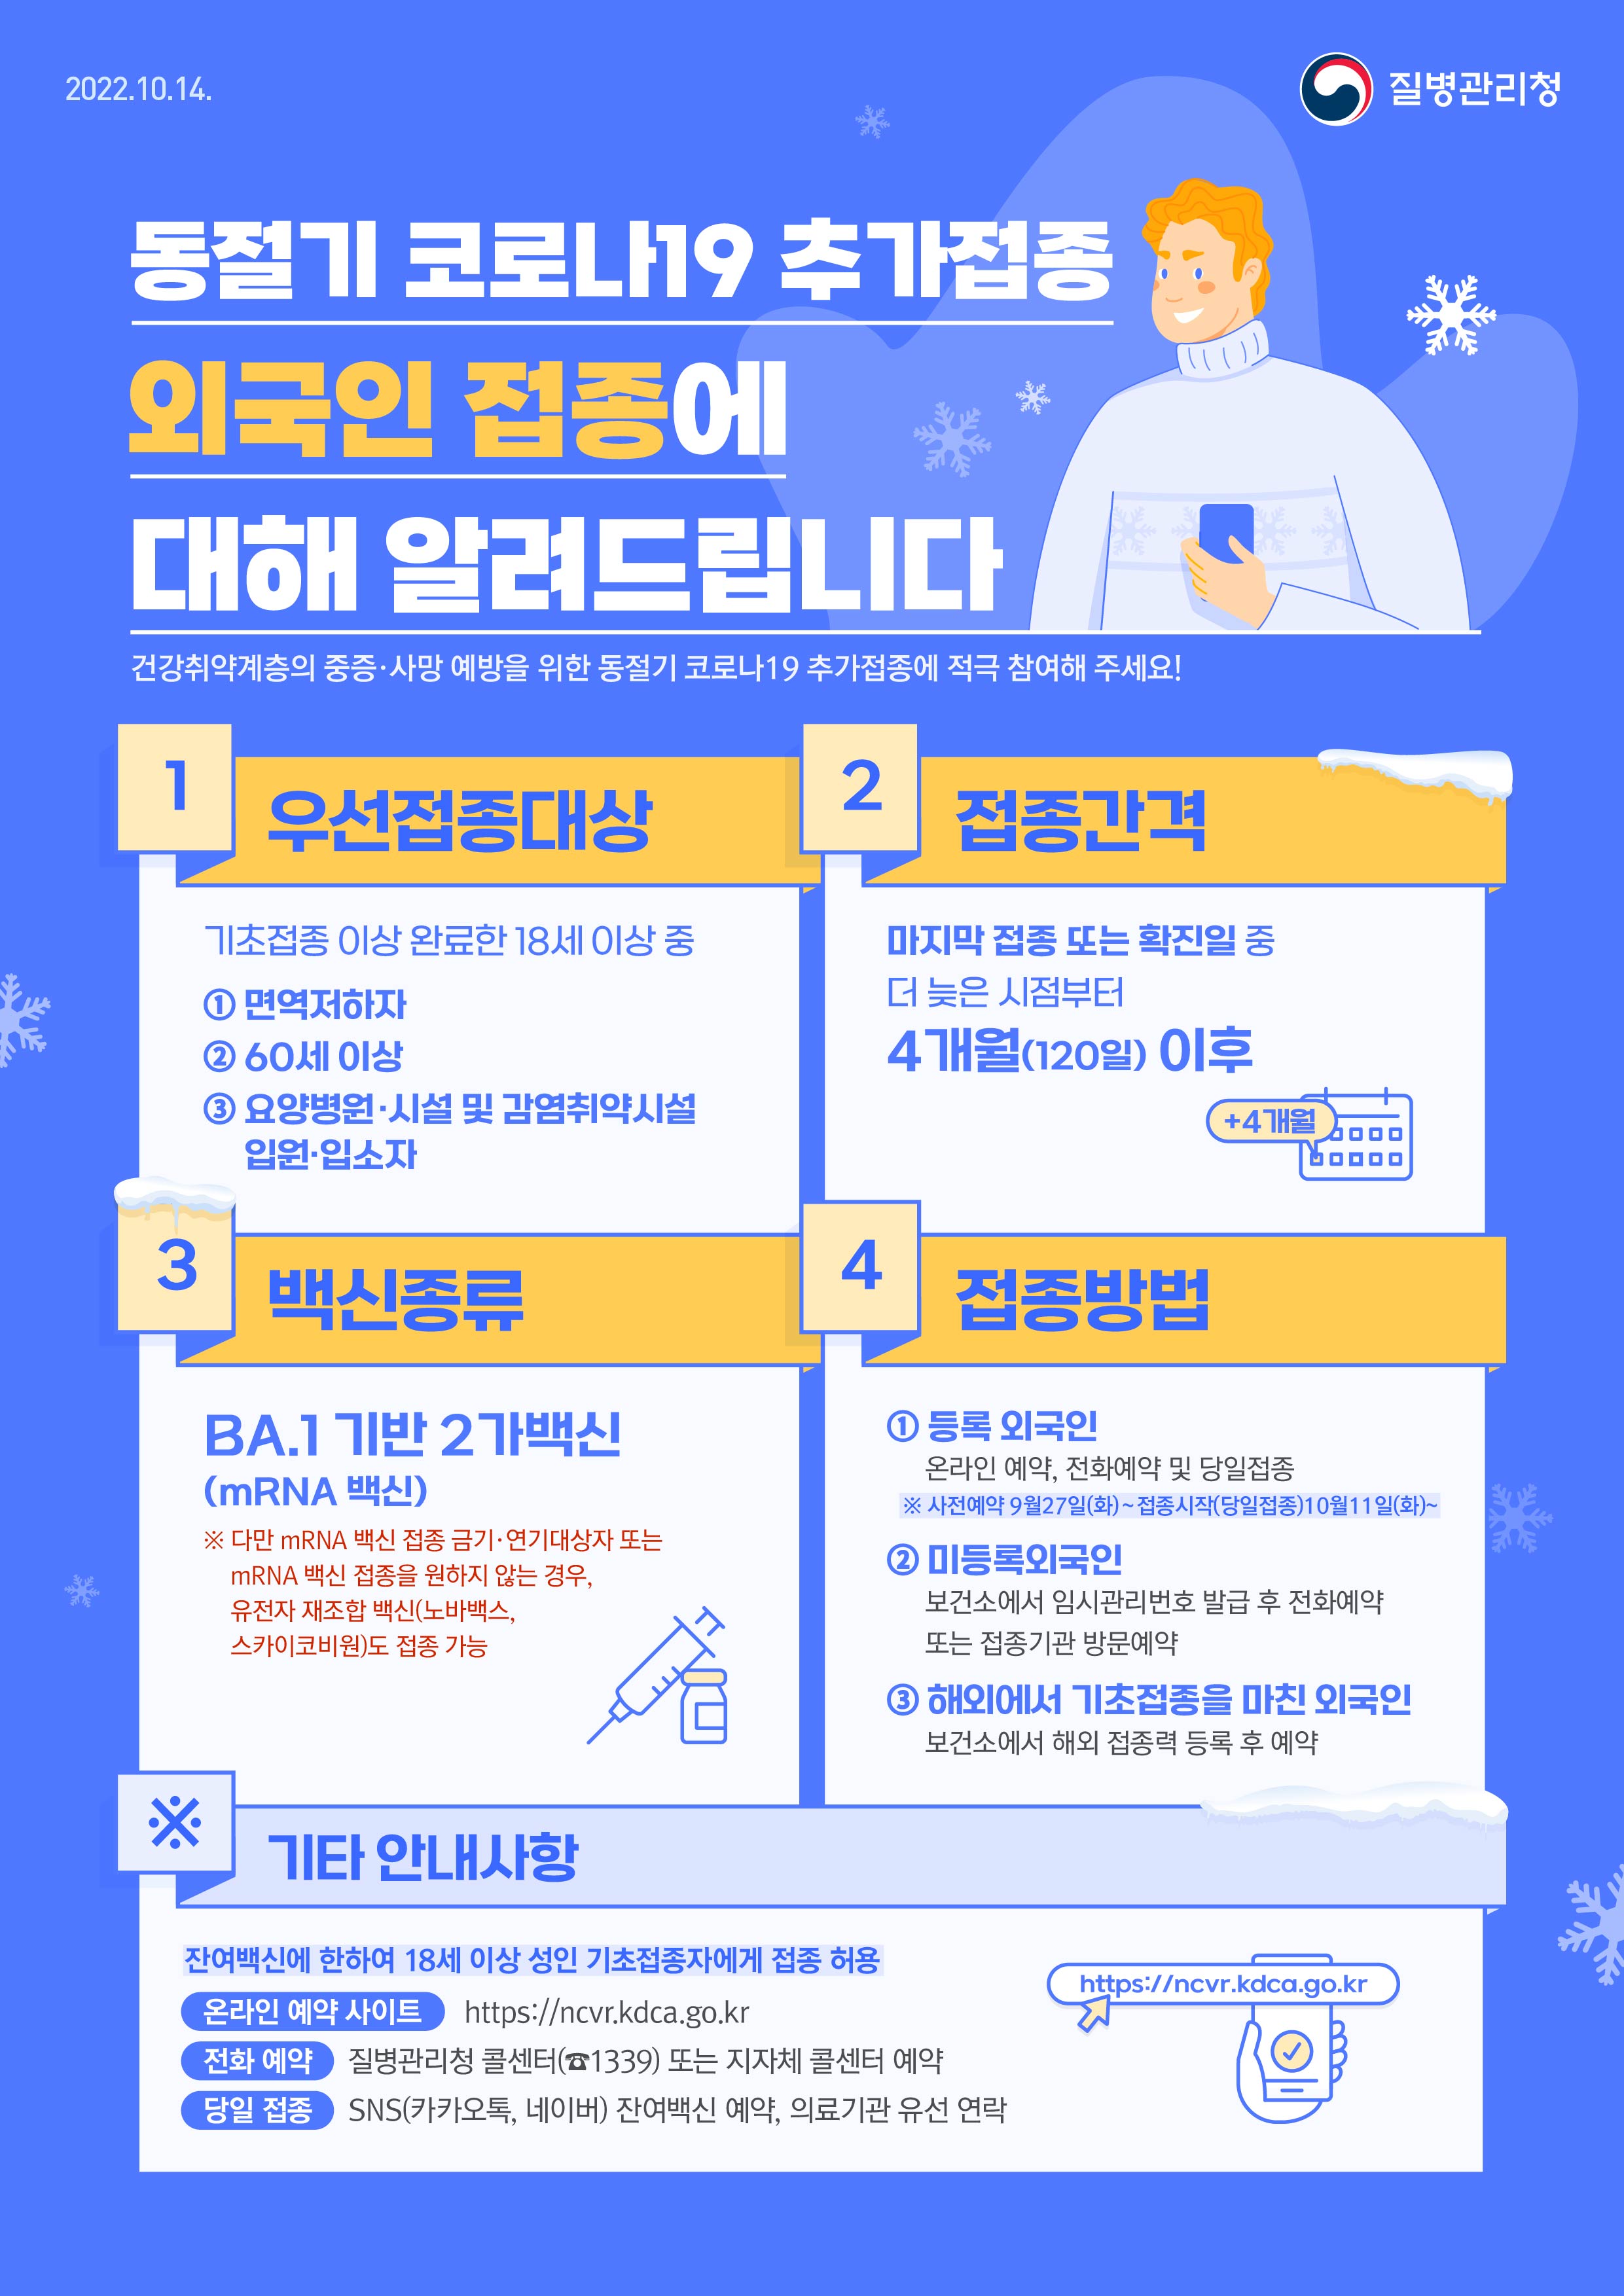 2022.10.14.
질병관리청
동절기 코로나19 추가접종
외국인 접종에
대해 알려드립니다
건강취약계층의 중증·사망 예방을 위한 동절기 코로나19 추가접종에 적극 참여해 주세요!
1
우선접종대상
기초접종 이상 완료한 18세 이상 중
① 면역저하자
② 60세 이상
③ 요양병원·시설 및 감염취약시설
입원·입소자
2
접종간격
마지막 접종 또는 확진일 중
더 늦은 시점부터
4개월(120일) 이후
+4개월
3
백신종류
BA.1 기반 2가백신
(mRNA 백신)
※ 다만 mRNA 백신 접종 금기·연기대상자 또는
mRNA 백신 접종을 원하지 않는 경우,
유전자 재조합 백신(노바백스,
스카이코비원)도 접종 가능
4
접종방법
① 등록 외국인
온라인 예약, 전화예약 및 당일접종
※ 사전예약 9월27일(화)~접종시작(당일접종)10월11일(화)~
② 미등록외국인
보건소에서 임시관리번호 발급 후 전화예약
또는 접종기관 방문예약
③ 해외에서 기초접종을 마친 외국인
보건소에서 해외 접종력 등록 후 예약
※
기타 안내사항
잔여백신에 한하여 18세 이상 성인 기초접종자에게 접종 허용
온라인 예약 사이트 https://ncvr.kdca.go.kr
전화 예약 질병관리청 콜센터(☎1339) 또는 지자체 콜센터 예약
당일 접종 SNS(카카오톡, 네이버) 잔여백신 예약, 의료기관 유선 연락
https://ncvr.kdca.go.kr